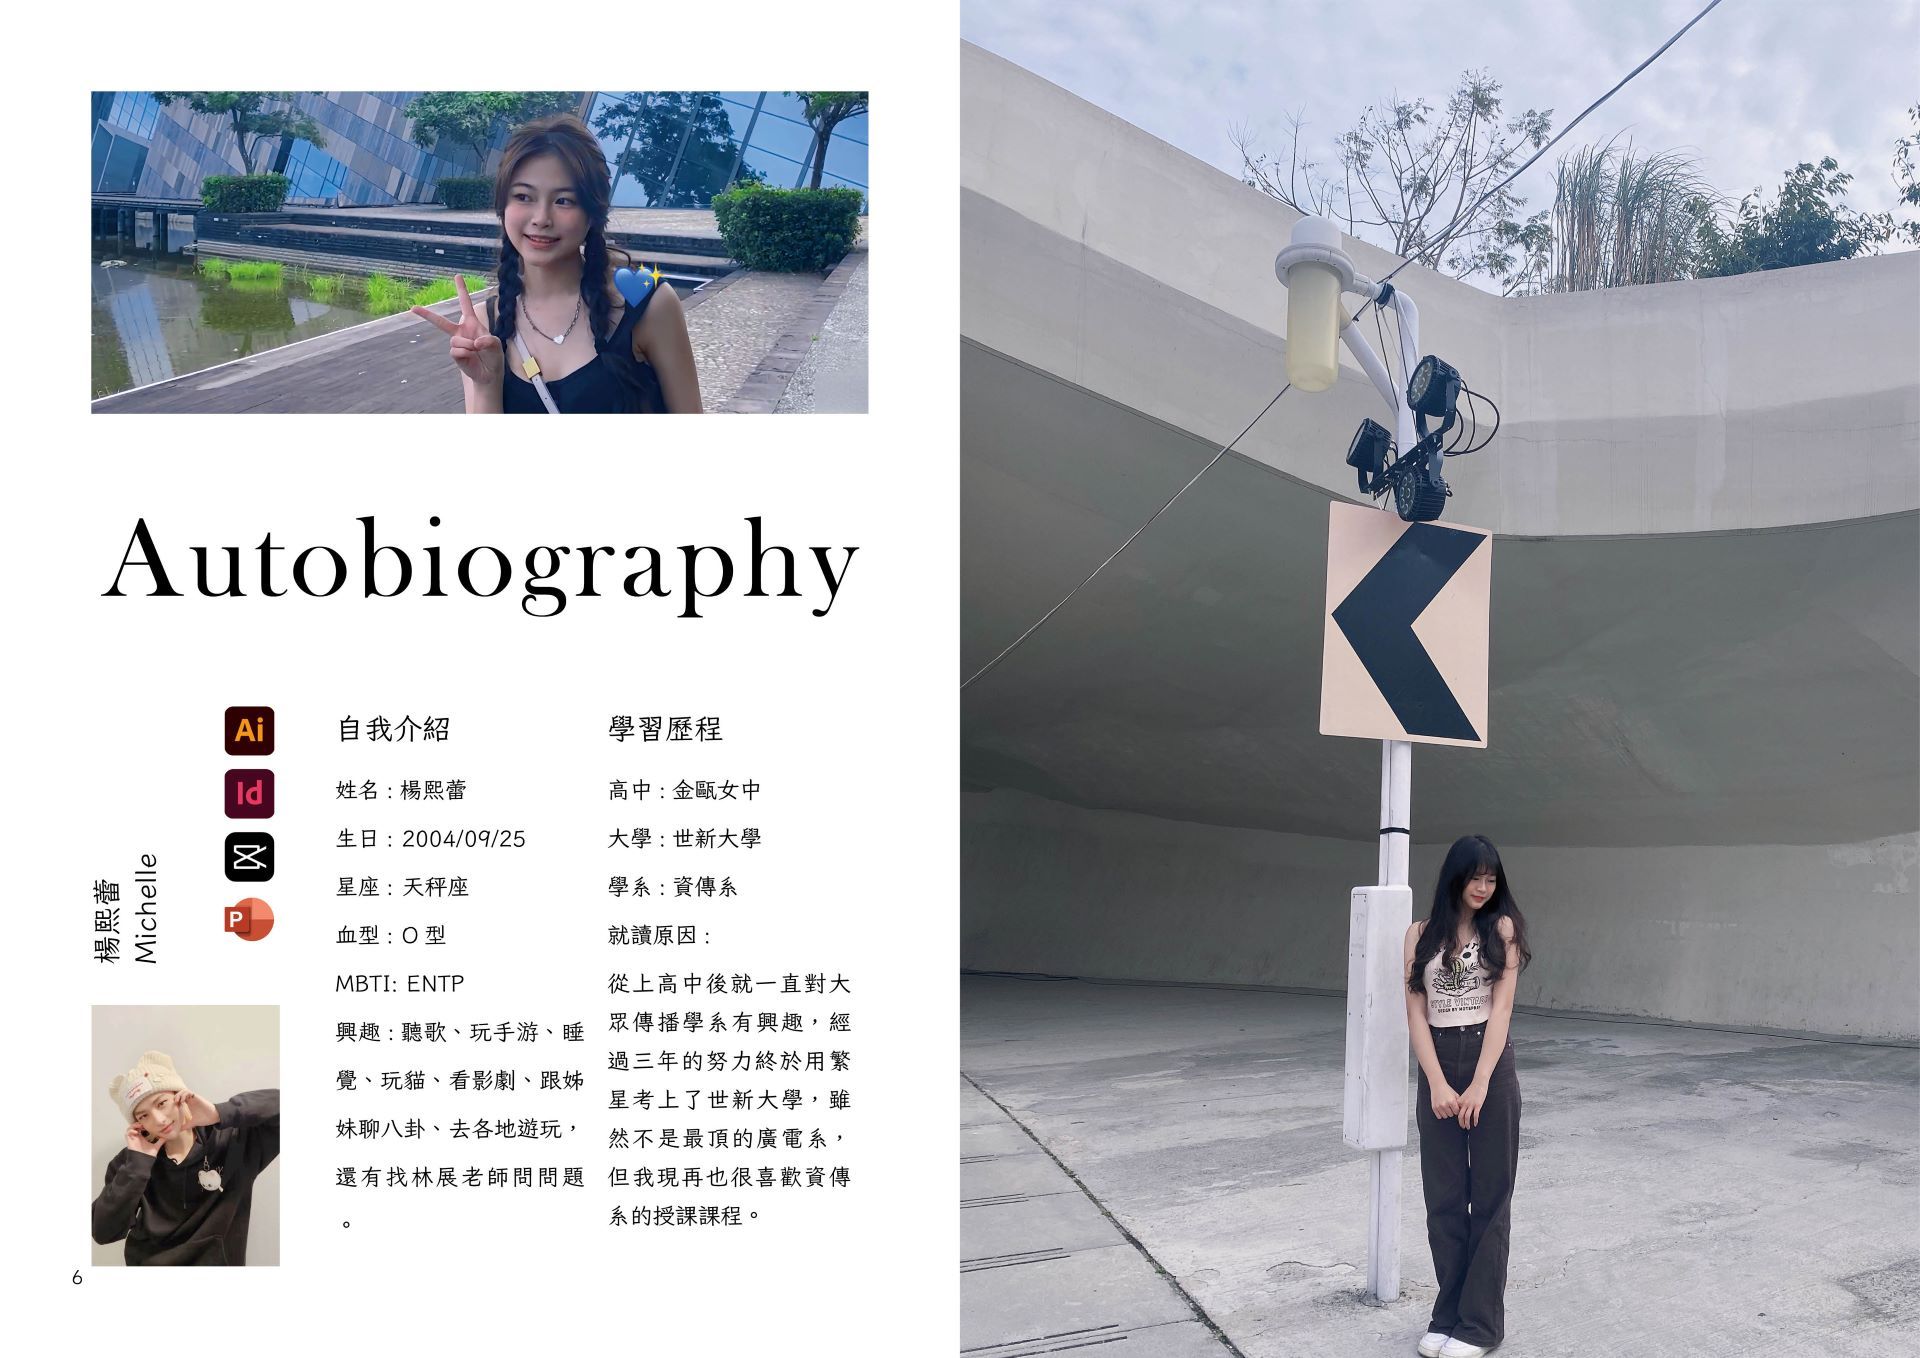 Autobiography
Ai
Id
P
楊熙蕾
Michelle
自我介紹
姓名 : 楊熙蕾
生日 : 2004/09/25
星座 : 天秤座
血型 : O 型
MBTI: ENTP
興趣 : 聽歌、玩手游、睡
覺、玩貓、看影劇、跟姊
妹聊八卦、去各地遊玩，
還有找林展老師問問題
。
學習歷程
高中 : 金甌女中
大學 : 世新大學
學系 : 資傳系
就讀原因 :
從上高中後就一直對大
眾傳播學系有興趣，經
過三年的努力終於用繁
星考上了世新大學，雖
然不是最頂的廣電系，
但我現再也很喜歡資傳
系的授課課程。
6
STYLE VINTAGE